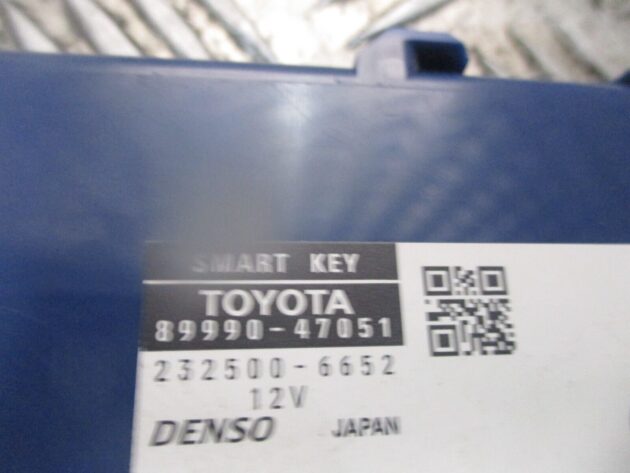 SMART KEY
TOYOTA
89990-47051
232500-6652
12V
DENSO JAPAN